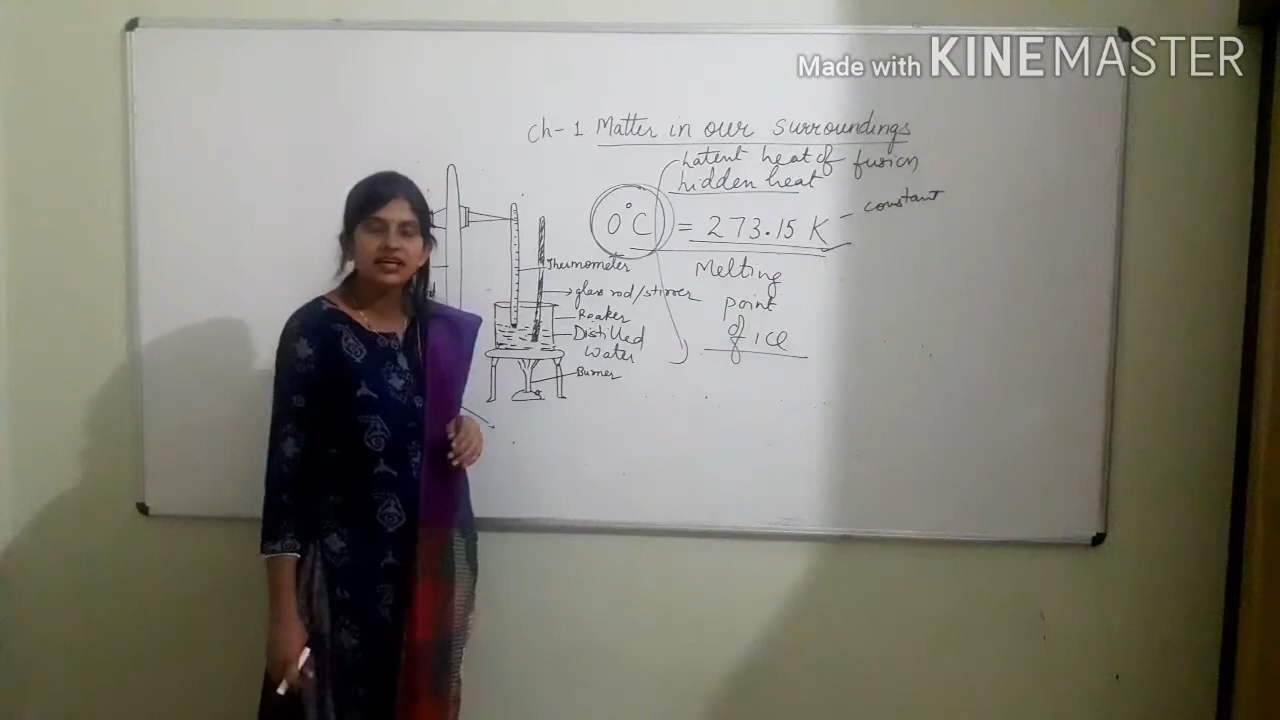 Made with KINEMASTER
Ch-1 Matter in our surroundings
Latent heat of fusion
hidden heat
0°C = 273.15 K - constant
Melting
point
of ice
Thermometer
glass rod/stirrer
Beaker
Distilled
water
Burner